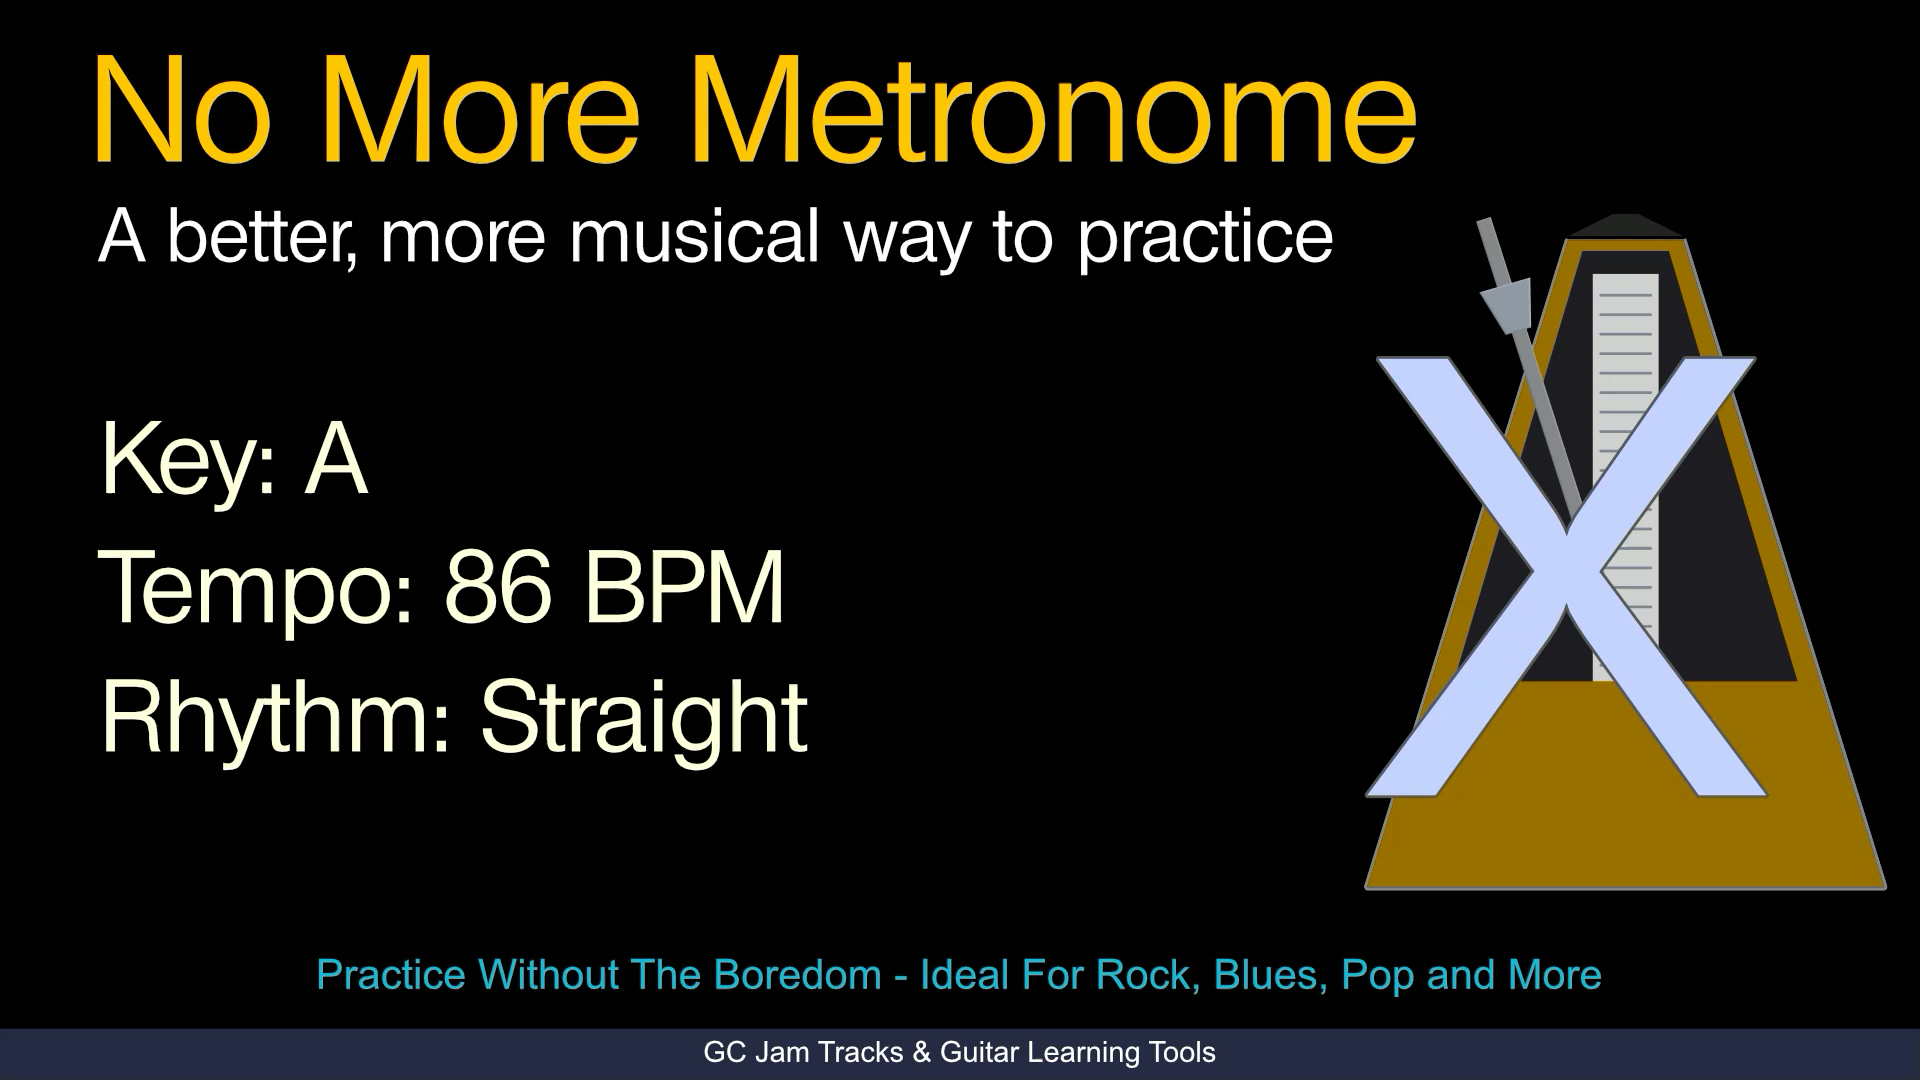 No More Metronome
A better, more musical way to practice
Key: A
Tempo: 86 BPM
Rhythm: Straight
X
Practice Without The Boredom - Ideal For Rock, Blues, Pop and More
GC Jam Tracks & Guitar Learning Tools